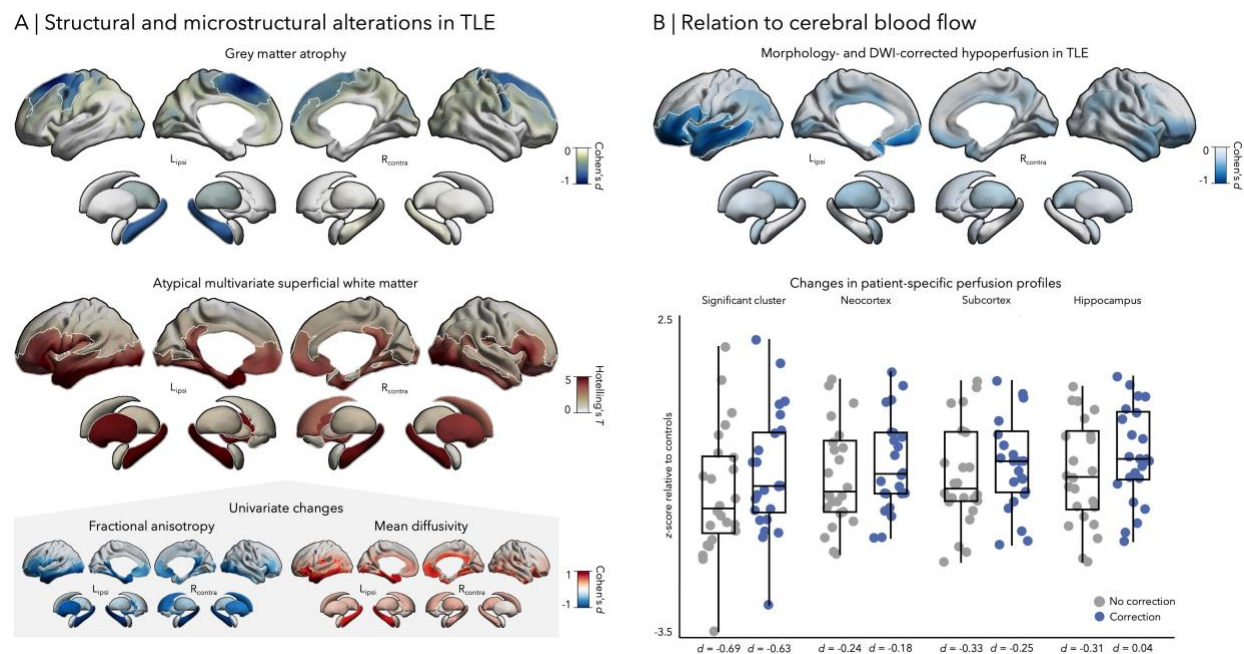 A | Structural and microstructural alterations in TLE
Grey matter atrophy
Lipsi
Rcontra
0
-1
Cohen's d
Atypical multivariate superficial white matter
Lipsi
Rcontra
5
0
Hotelling's T
Univariate changes
Fractional anisotropy
Mean diffusivity
Lipsi
Rcontra
Lipsi
Rcontra
1
-1
Cohen's d
B | Relation to cerebral blood flow
Morphology- and DWI-corrected hypoperfusion in TLE
Lipsi
Rcontra
0
-1
Cohen's d
Changes in patient-specific perfusion profiles
Significant cluster Neocortex Subcortex Hippocampus
2.5
z-score relative to controls
-3.5
No correction
Correction
d = -0.69 d = -0.63 d = -0.24 d = -0.18 d = -0.33 d = -0.25 d = -0.31 d = 0.04